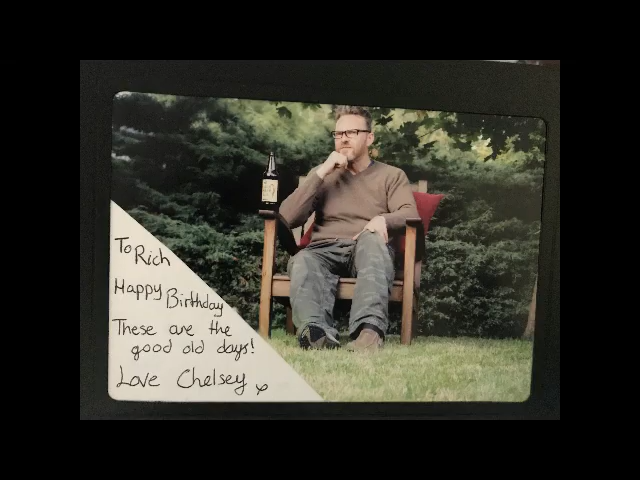 To Rich
Happy Birthday
These are the
good old days!
Love Chelsey x